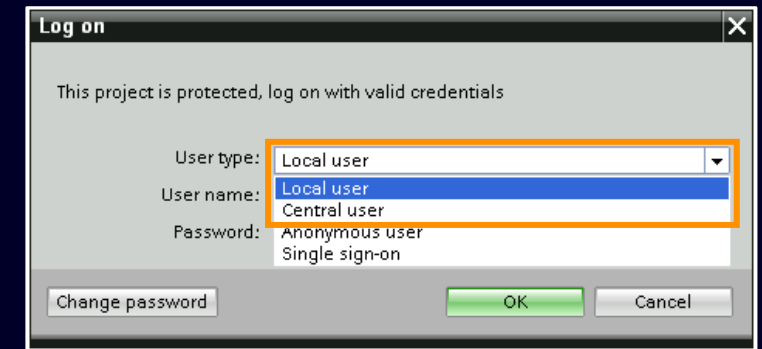 Log on
This project is protected, log on with valid credentials
User type: Local user
User name: Local user
Central user
Password: Anonymous user
Single sign-on
Change password OK Cancel